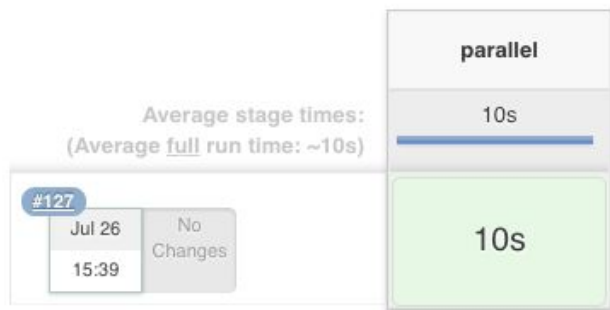 parallel
Average stage times:
10s
(Average full run time: ~10s)
#127
Jul 26
No
Changes
15:39
10s